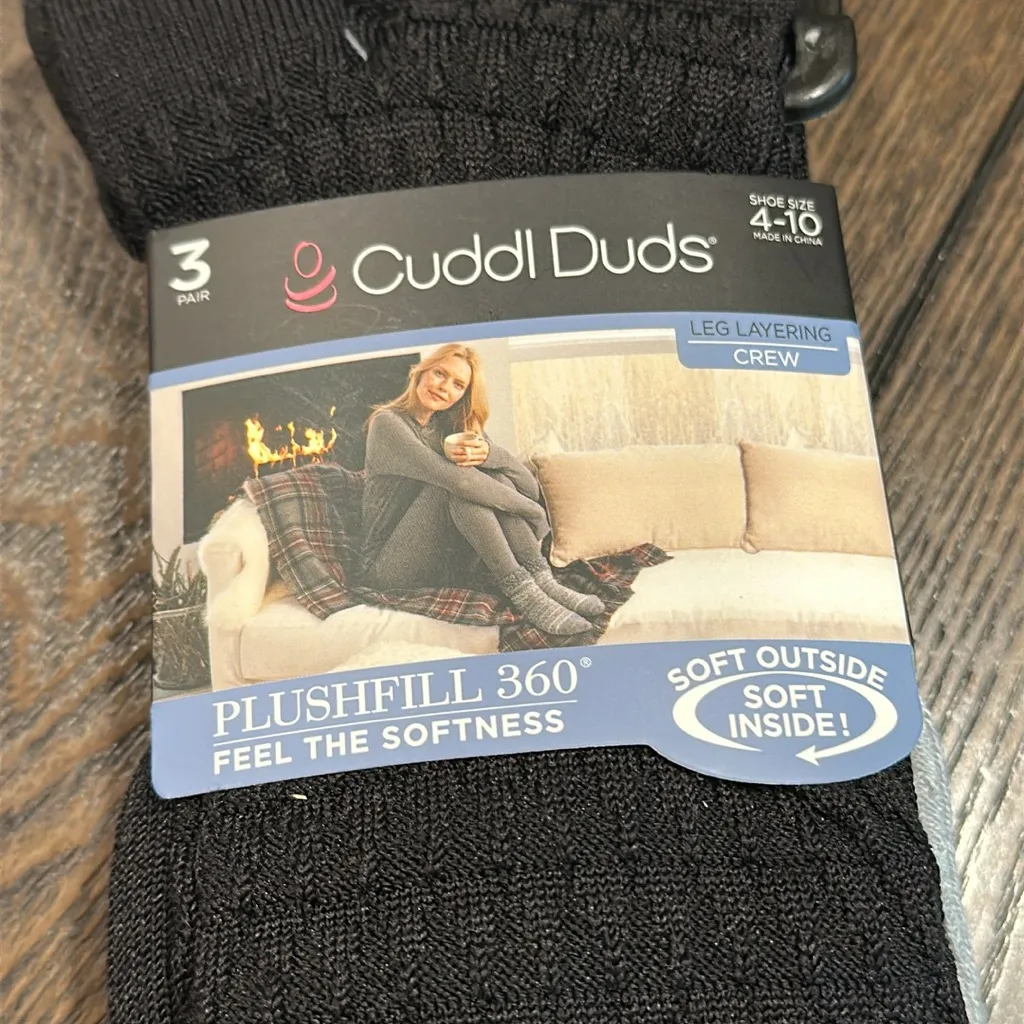 3
PAIR
Cuddl Duds®
SHOE SIZE
4-10
MADE IN CHINA
LEG LAYERING
CREW
PLUSHFILL 360®
FEEL THE SOFTNESS
SOFT OUTSIDE
SOFT
INSIDE!